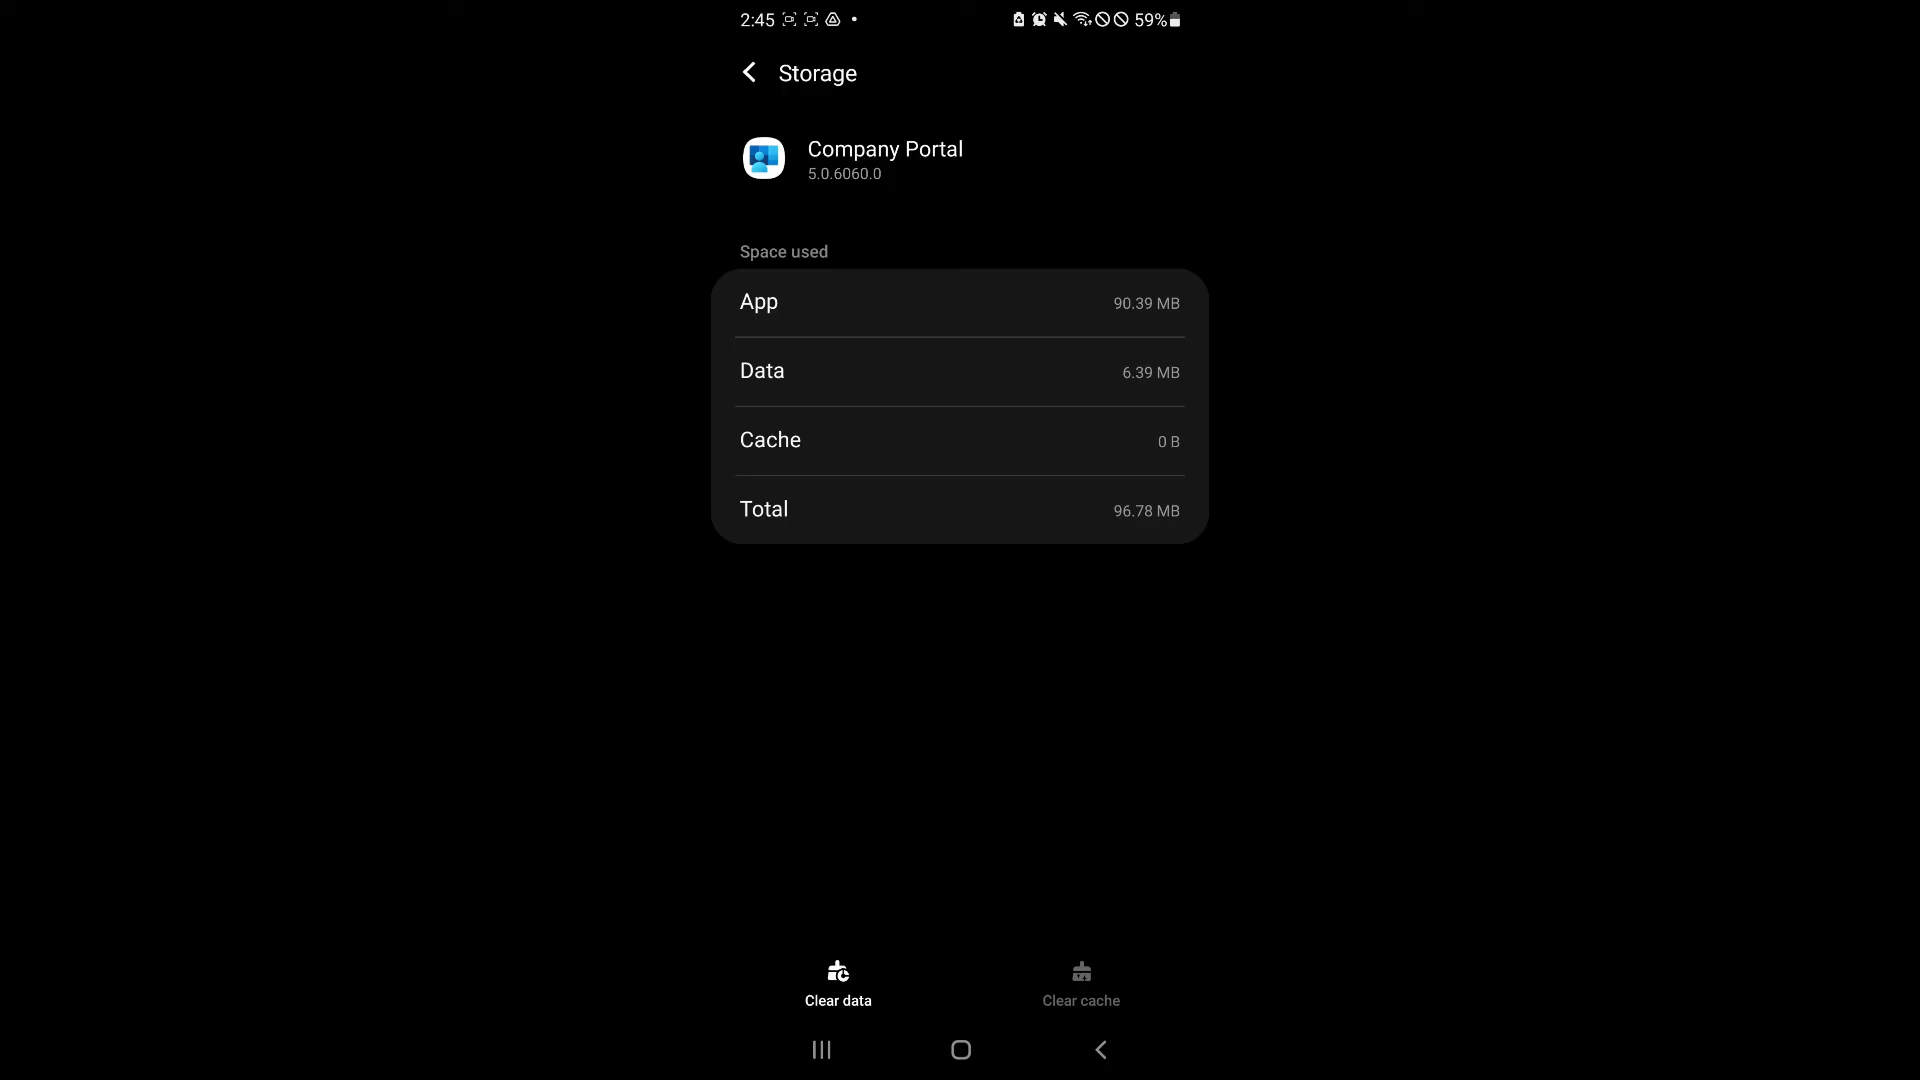 2:45 59%
Storage
Company Portal
5.0.6060.0
Space used
App 90.39 MB
Data 6.39 MB
Cache 0 B
Total 96.78 MB
Clear data Clear cache